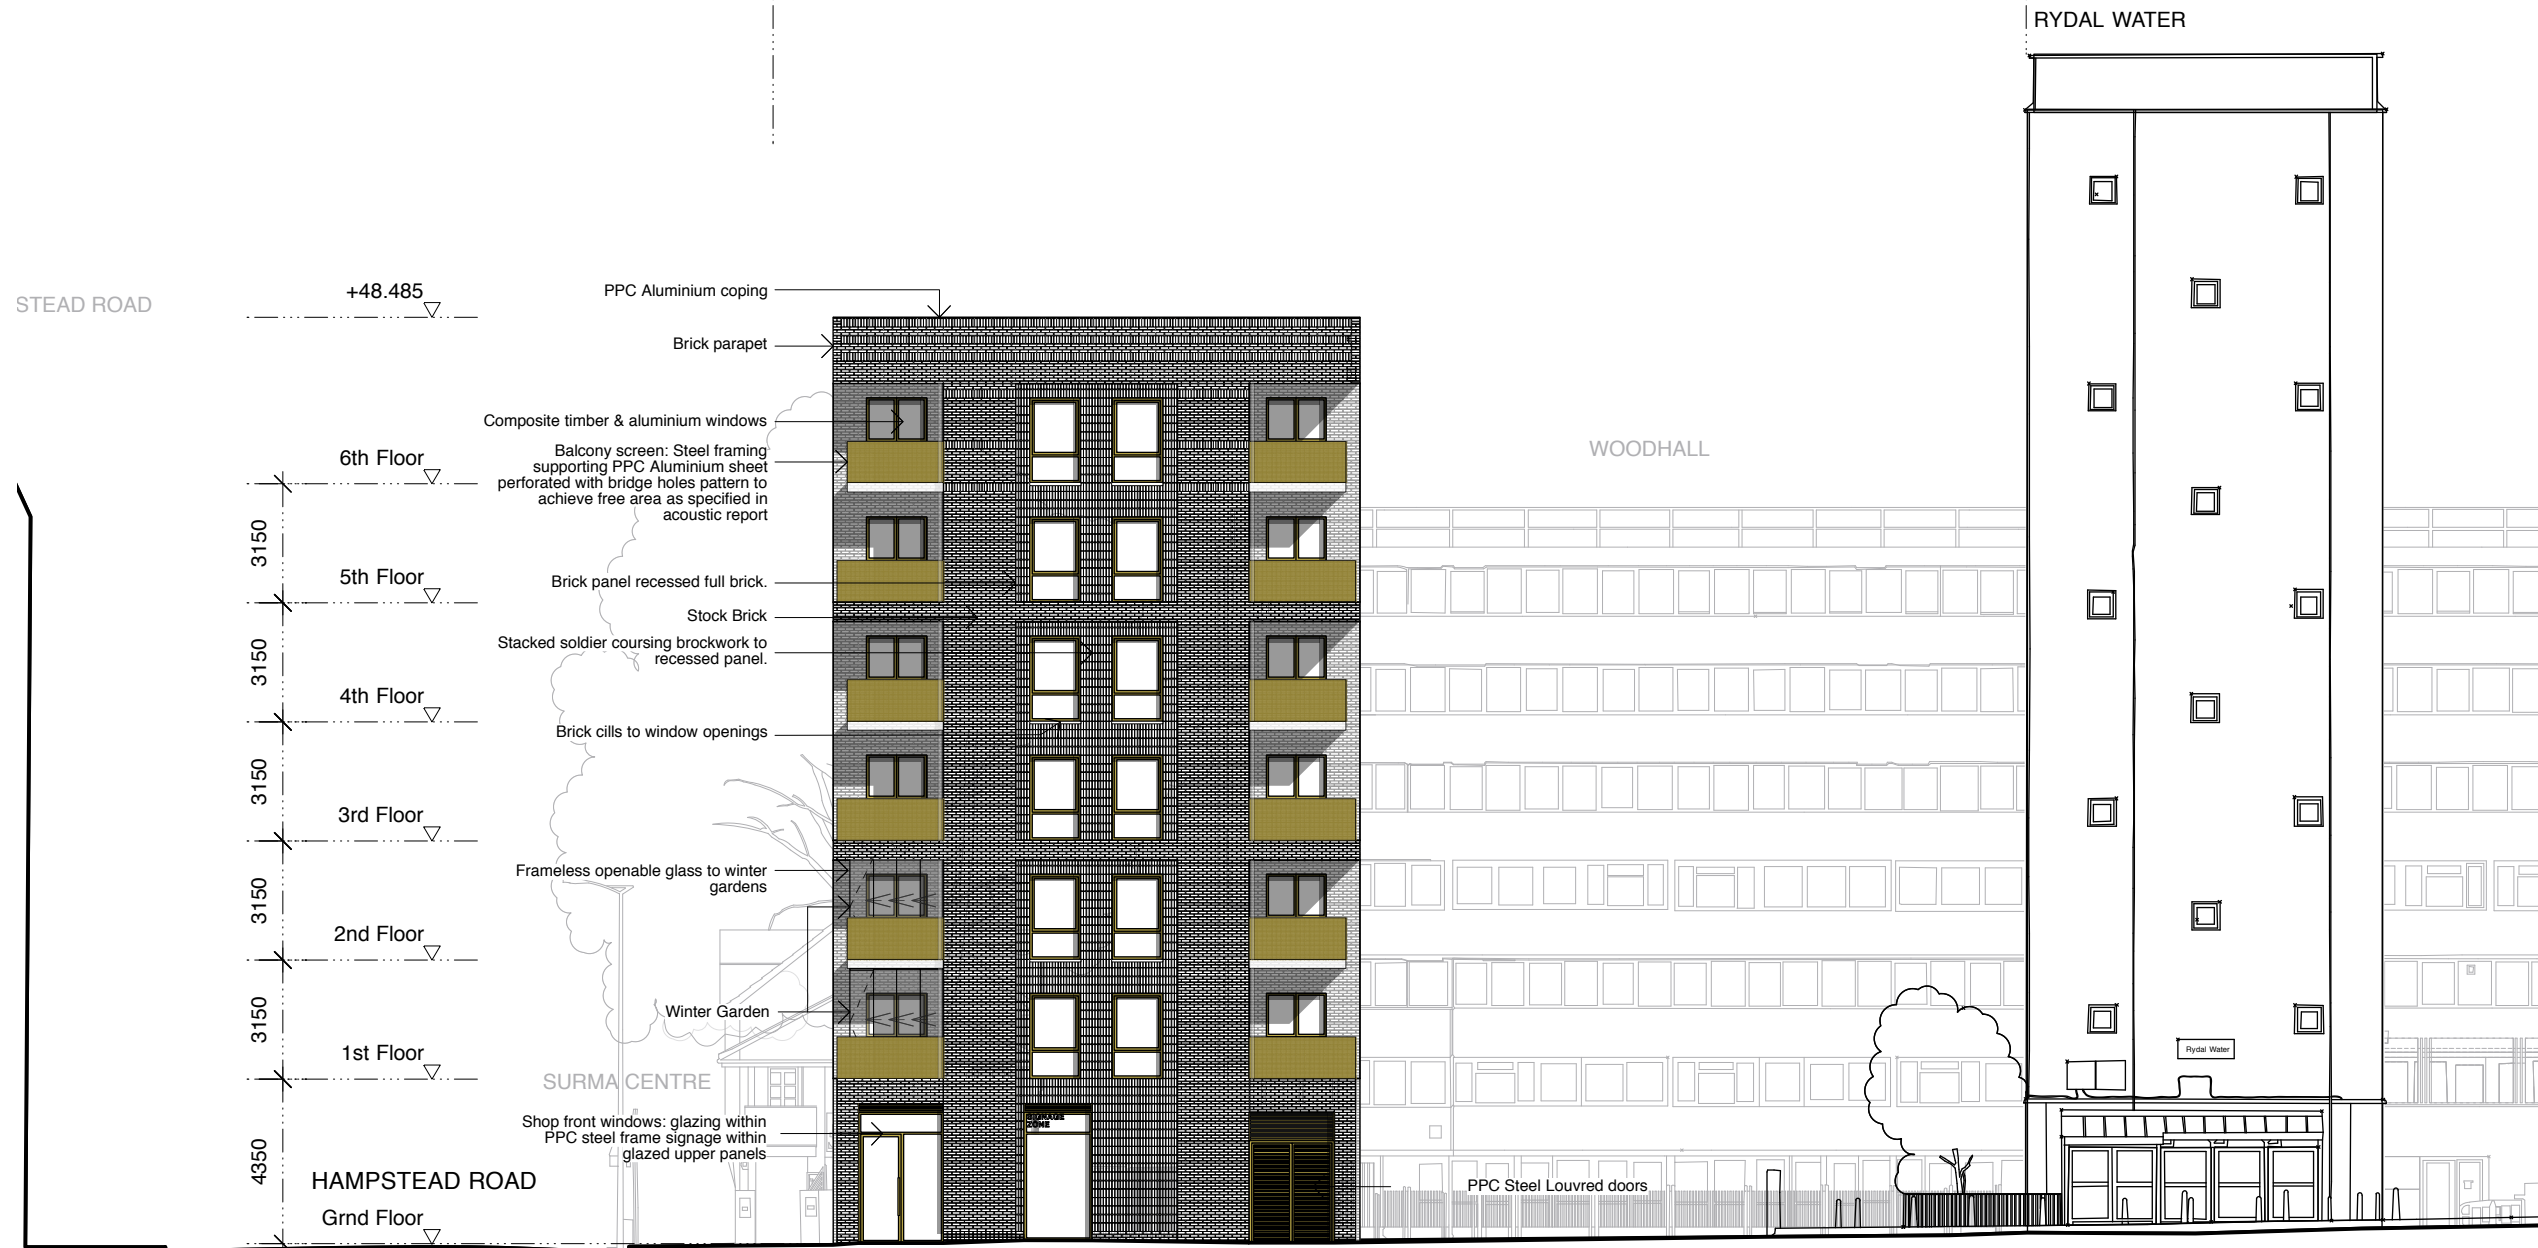 RYDAL WATER
STEAD ROAD
+48.485
PPC Aluminium coping
Brick parapet
Composite timber & aluminium windows
6th Floor
Balcony screen: Steel framing
supporting PPC Aluminium sheet
perforated with bridge holes pattern to
achieve free area as specified in
acoustic report
WOODHALL
3150
5th Floor
Brick panel recessed full brick.
Stock Brick
3150
Stacked soldier coursing brockwork to
recessed panel.
4th Floor
Brick cills to window openings
3150
3rd Floor
Frameless openable glass to winter
gardens
3150
2nd Floor
Winter Garden
3150
1st Floor
Rydal Water
SURMA CENTRE
Shop front windows: glazing within
PPC steel frame signage within
glazed upper panels
SIGNAGE
ZONE
4350
HAMPSTEAD ROAD
PPC Steel Louvred doors
Grnd Floor